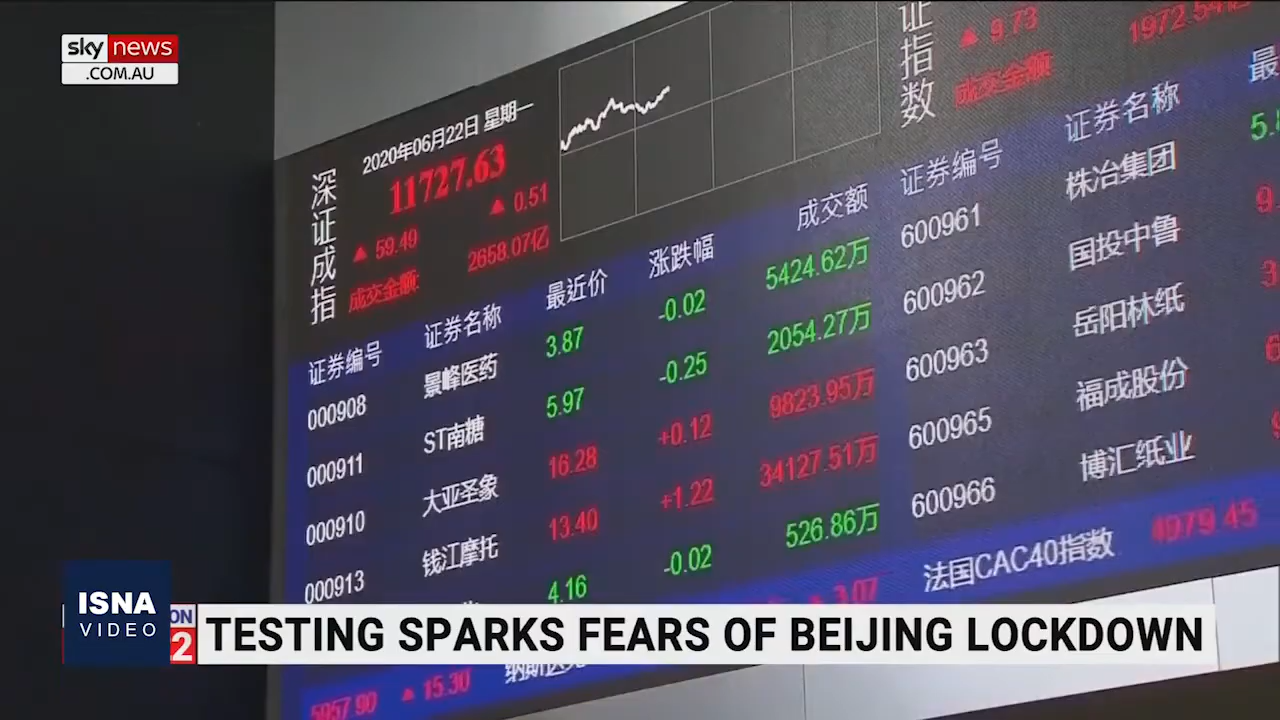 sky news
.COM.AU
2020年06月22日 星期一
深证成指
11727.63
▲ 59.49
▲ 0.51
成交金额: 2658.07亿
证券编号 证券名称 最近价 涨跌幅 成交额
000908 景峰医药 3.87 -0.02 5424.62万
000911 ST南糖 5.97 -0.25 2054.27万
000910 大亚圣象 16.28 +0.12 9823.95万
000913 钱江摩托 13.40 +1.22 34127.51万
4.16 -0.02 526.86万
证指数
▲ 9.73
成交金额
证券编号 证券名称 最
600961 株冶集团
600962 国投中鲁
600963 岳阳林纸
600965 福成股份
600966 博汇纸业
法国CAC40指数 4979.45
3.07
5957.90 ▲ 15.30
ISNA
VIDEO
ON
2
TESTING SPARKS FEARS OF BEIJING LOCKDOWN